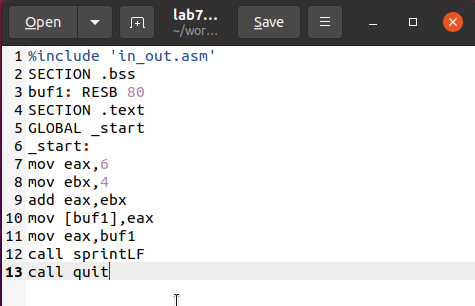 Open
lab7...
~/wor...
Save
1 %include 'in_out.asm'
2 SECTION .bss
3 buf1: RESB 80
4 SECTION .text
5 GLOBAL _start
6 _start:
7 mov eax,6
8 mov ebx,4
9 add eax,ebx
10 mov [buf1],eax
11 mov eax,buf1
12 call sprintLF
13 call quit